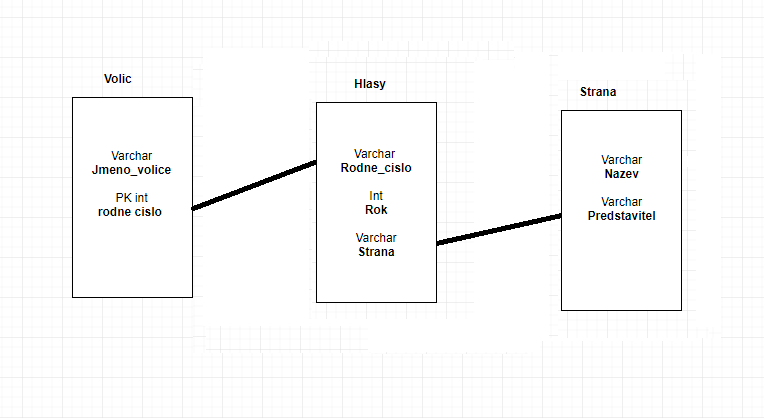 Volic
Varchar
Jmeno_volice
PK int
rodne cislo
Hlasy
Varchar
Rodne_cislo
Int
Rok
Varchar
Strana
Strana
Varchar
Nazev
Varchar
Predstavitel